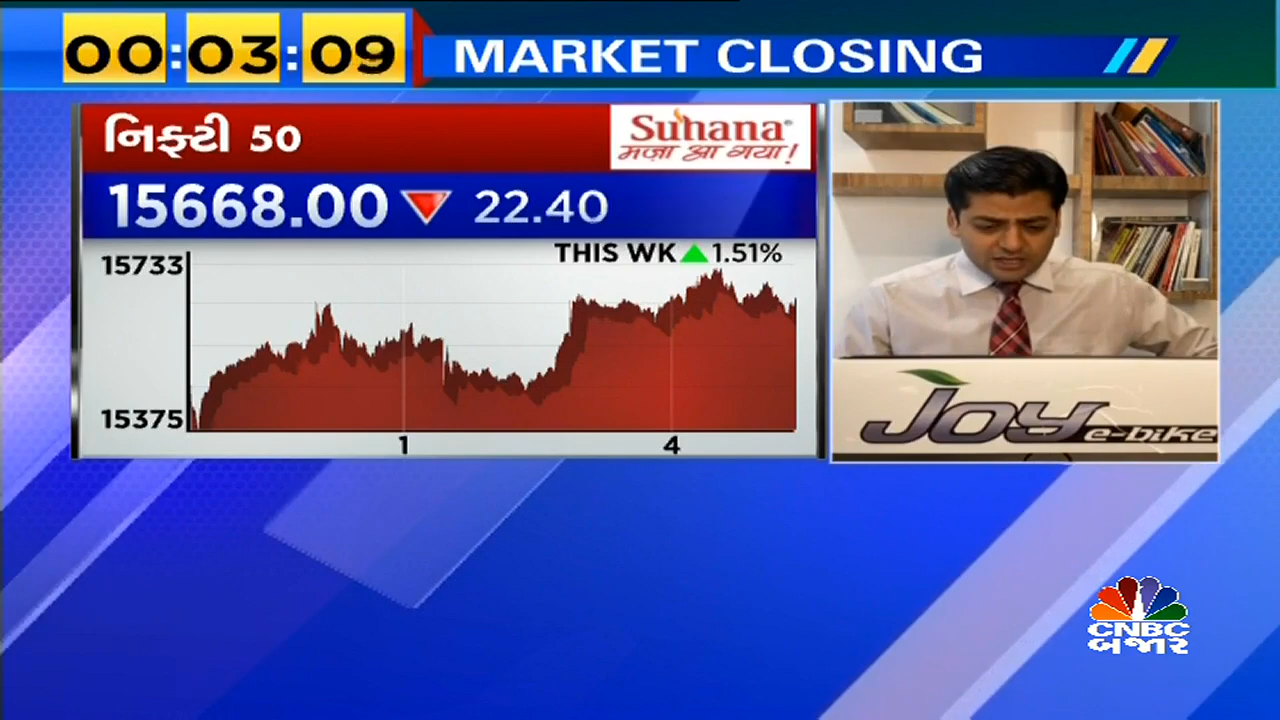 00:03:09
MARKET CLOSING
નિફ્ટી 50
Suhana
मज़ा आ गया!
15668.00 22.40
THIS WK 1.51%
15733
15375
1 4
Joy
e-bike
CNBC
બજાર